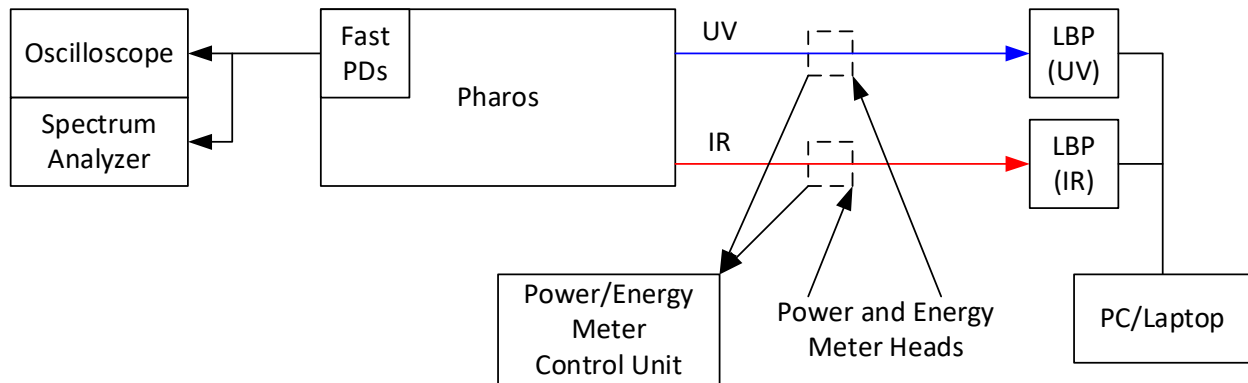 Oscilloscope
Spectrum
Analyzer
Fast
PDs
Pharos
UV
IR
LBP
(UV)
LBP
(IR)
Power/Energy
Meter
Control Unit
Power and Energy
Meter Heads
PC/Laptop